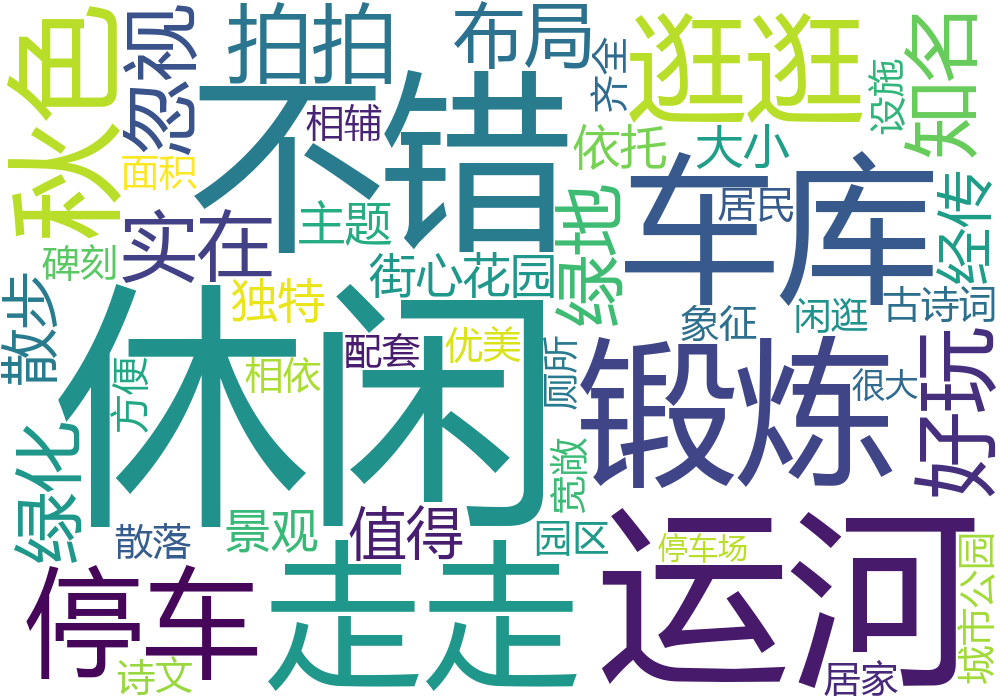 秋色
忽视
拍拍
布局
齐全
逛逛
设施
知名
不错
相辅
依托
大小
面积
车库
居民
经传
实在
主题
绿地
碑刻
街心花园
独特
散步
休闲
配套
优美
相依
方便
厕所
象征
闲逛
古诗词
锻炼
很大
好玩
绿化
宽敞
散落
景观
值得
园区
停车场
运河
城市公园
停车
走走
诗文
居家